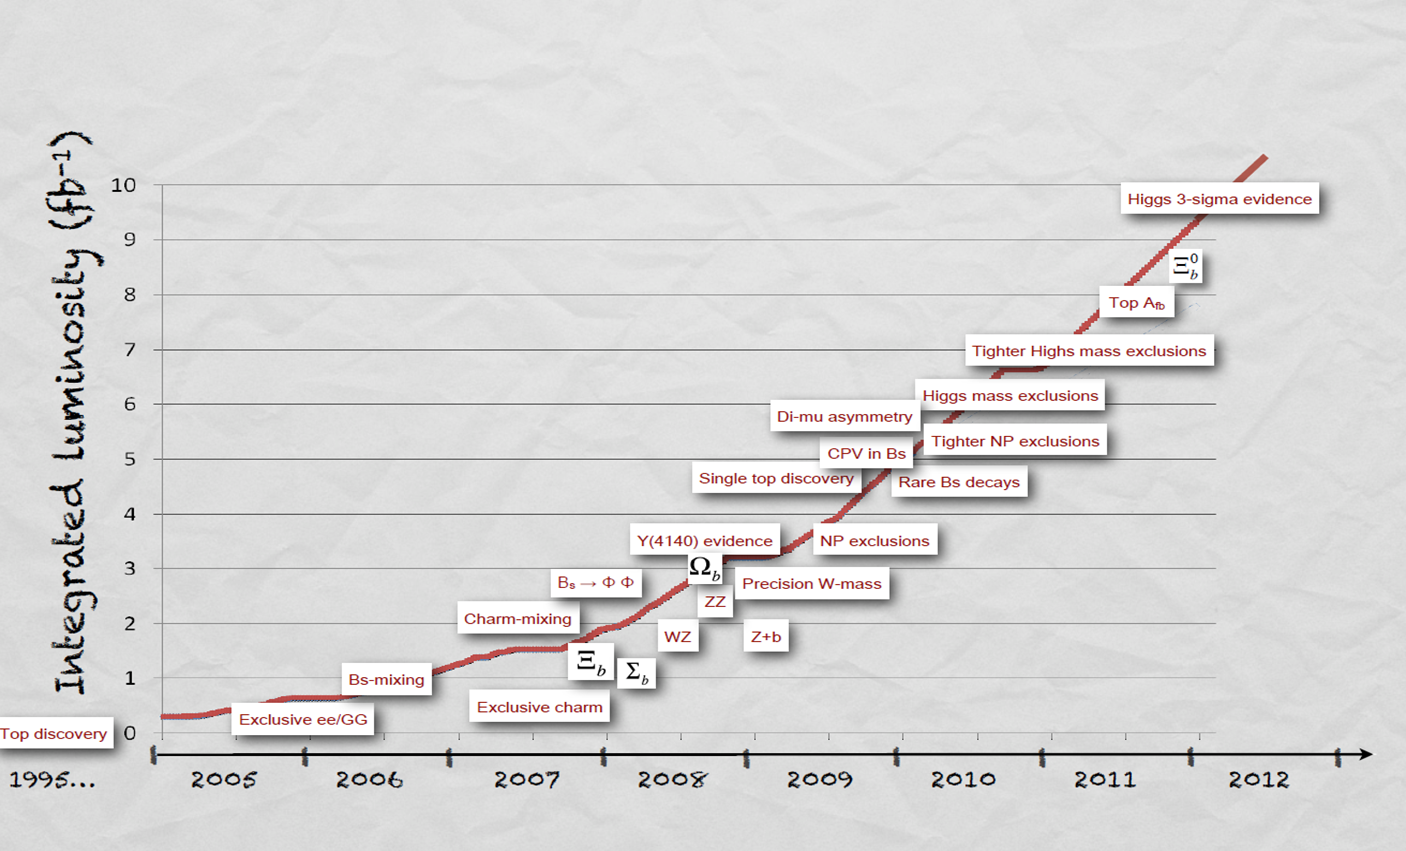 Integrated Luminosity (fb⁻¹)
10
9
8
7
6
5
4
3
2
1
0
Higgs 3-sigma evidence
Ξ⁰b
Top Afb
Tighter Highs mass exclusions
Higgs mass exclusions
Di-mu asymmetry
Tighter NP exclusions
CPV in Bs
Single top discovery
Rare Bs decays
Y(4140) evidence
NP exclusions
Ωb
Bs → Φ Φ
Precision W-mass
ZZ
Charm-mixing
WZ
Z+b
Ξb
Σb
Bs-mixing
Exclusive charm
Exclusive ee/GG
Top discovery
1995... 2005 2006 2007 2008 2009 2010 2011 2012